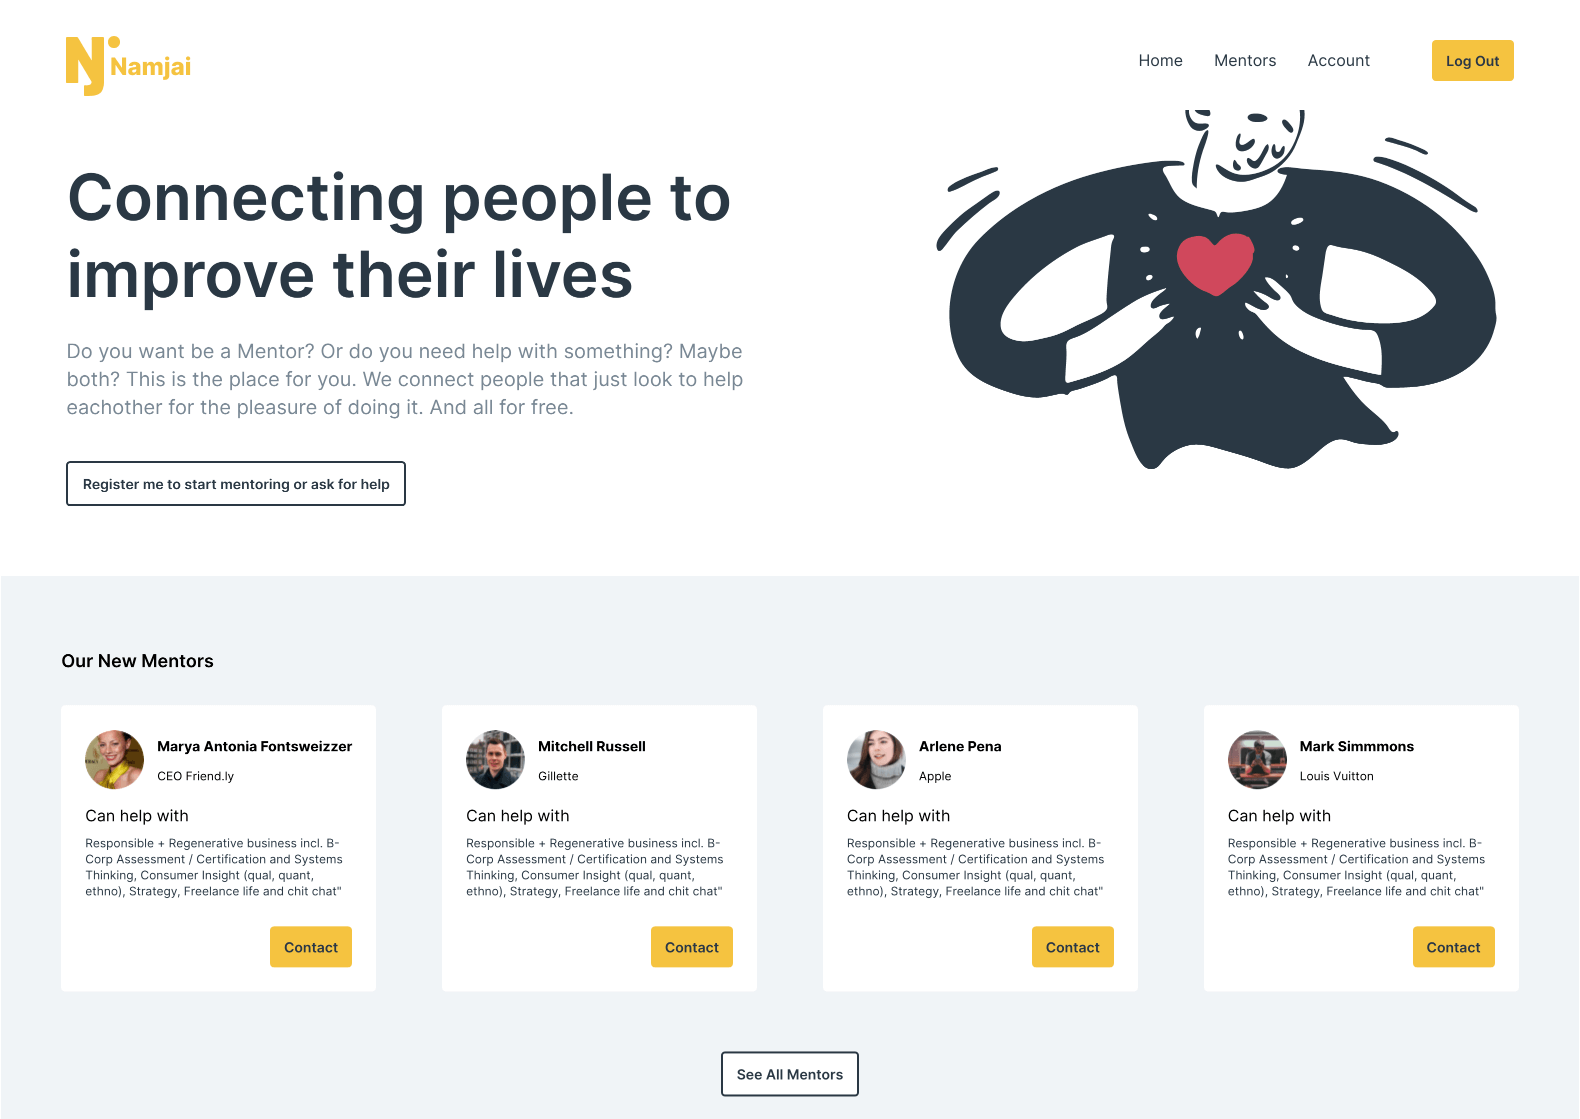 Nj Namjai
Home Mentors Account Log Out
Connecting people to
improve their lives
Do you want be a Mentor? Or do you need help with something? Maybe
both? This is the place for you. We connect people that just look to help
eachother for the pleasure of doing it. And all for free.
Register me to start mentoring or ask for help
Our New Mentors
Marya Antonia Fontsweizzer
CEO Friend.ly
Can help with
Responsible + Regenerative business incl. B-
Corp Assessment / Certification and Systems
Thinking, Consumer Insight (qual, quant,
ethno), Strategy, Freelance life and chit chat"
Contact
Mitchell Russell
Gillette
Can help with
Responsible + Regenerative business incl. B-
Corp Assessment / Certification and Systems
Thinking, Consumer Insight (qual, quant,
ethno), Strategy, Freelance life and chit chat"
Contact
Arlene Pena
Apple
Can help with
Responsible + Regenerative business incl. B-
Corp Assessment / Certification and Systems
Thinking, Consumer Insight (qual, quant,
ethno), Strategy, Freelance life and chit chat"
Contact
Mark Simmmons
Louis Vuitton
Can help with
Responsible + Regenerative business incl. B-
Corp Assessment / Certification and Systems
Thinking, Consumer Insight (qual, quant,
ethno), Strategy, Freelance life and chit chat"
Contact
See All Mentors